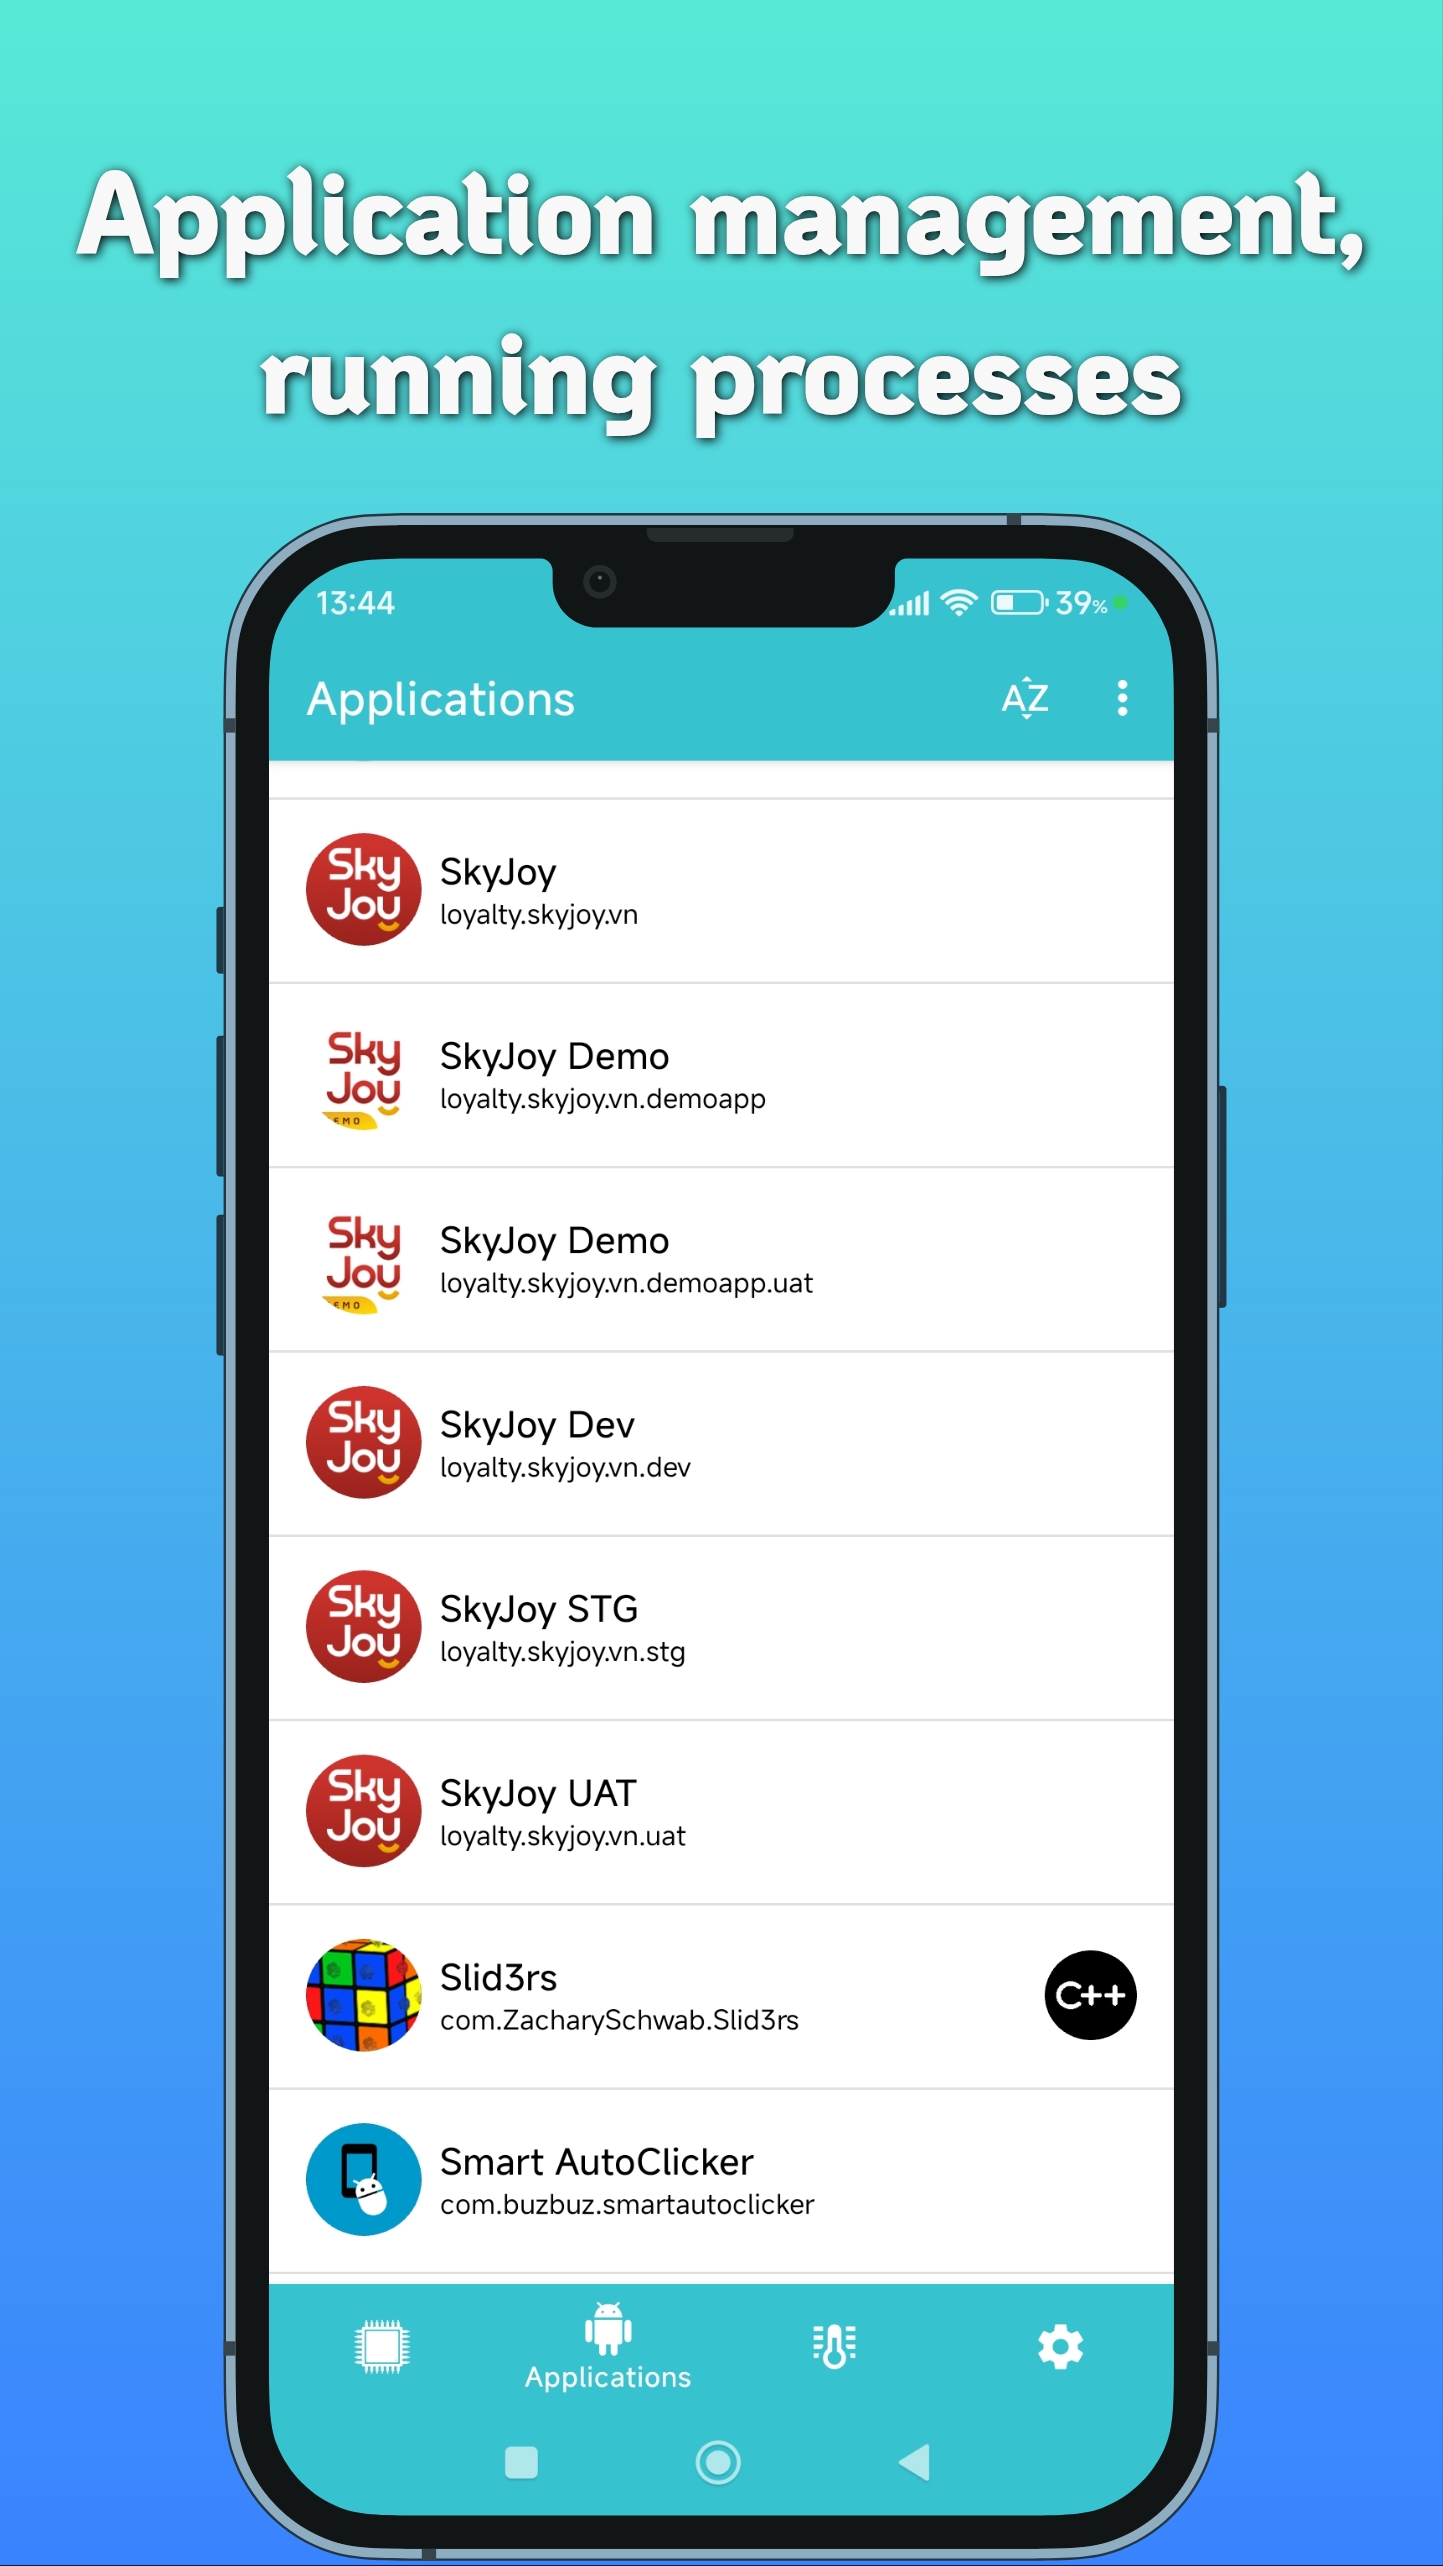 Application management,
running processes
13:44
39%
Applications
AZ
Sky
Joy
SkyJoy
loyalty.skyjoy.vn
Sky
Joy
SkyJoy Demo
loyalty.skyjoy.vn.demoapp
Sky
Joy
SkyJoy Demo
loyalty.skyjoy.vn.demoapp.uat
Sky
Joy
SkyJoy Dev
loyalty.skyjoy.vn.dev
Sky
Joy
SkyJoy STG
loyalty.skyjoy.vn.stg
Sky
Joy
SkyJoy UAT
loyalty.skyjoy.vn.uat
Slid3rs
com.ZacharySchwab.Slid3rs
C++
Smart AutoClicker
com.buzbuz.smartautoclicker
Applications